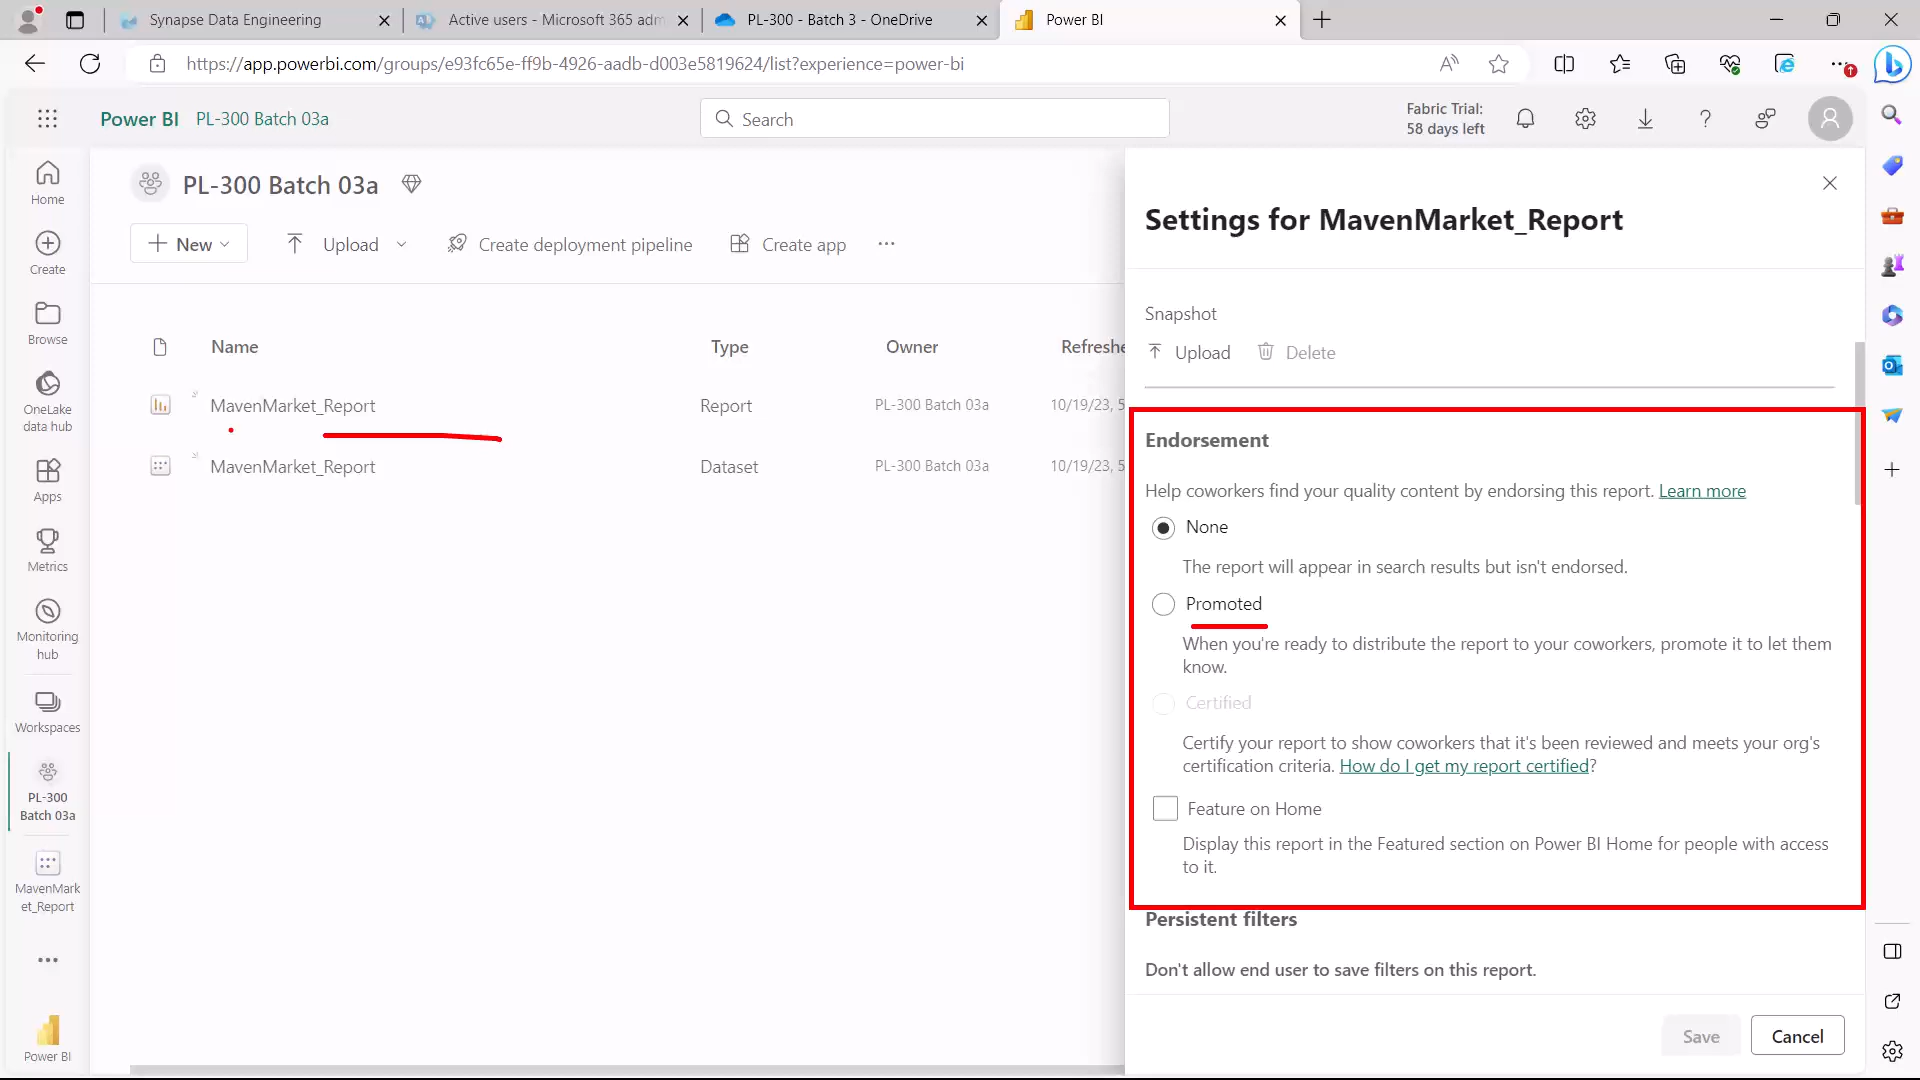 Synapse Data Engineering
Active users - Microsoft 365 adm
PL-300 - Batch 3 - OneDrive
Power BI
https://app.powerbi.com/groups/e93fc65e-ff9b-4926-aadb-d003e5819624/list?experience=power-bi
Power BI PL-300 Batch 03a
Search
Fabric Trial:
58 days left
Home
Create
Browse
OneLake
data hub
Apps
Metrics
Monitoring
hub
Workspaces
PL-300
Batch 03a
MavenMark
et_Report
Power BI
PL-300 Batch 03a
New
Upload
Create deployment pipeline
Create app
Name Type Owner Refreshe
MavenMarket_Report Report PL-300 Batch 03a 10/19/23, 5
MavenMarket_Report Dataset PL-300 Batch 03a 10/19/23, 5
Settings for MavenMarket_Report
Snapshot
Upload Delete
Endorsement
Help coworkers find your quality content by endorsing this report. Learn more
None
The report will appear in search results but isn't endorsed.
Promoted
When you're ready to distribute the report to your coworkers, promote it to let them
know.
Certified
Certify your report to show coworkers that it's been reviewed and meets your org's
certification criteria. How do I get my report certified?
Feature on Home
Display this report in the Featured section on Power BI Home for people with access
to it.
Persistent filters
Don't allow end user to save filters on this report.
Save Cancel